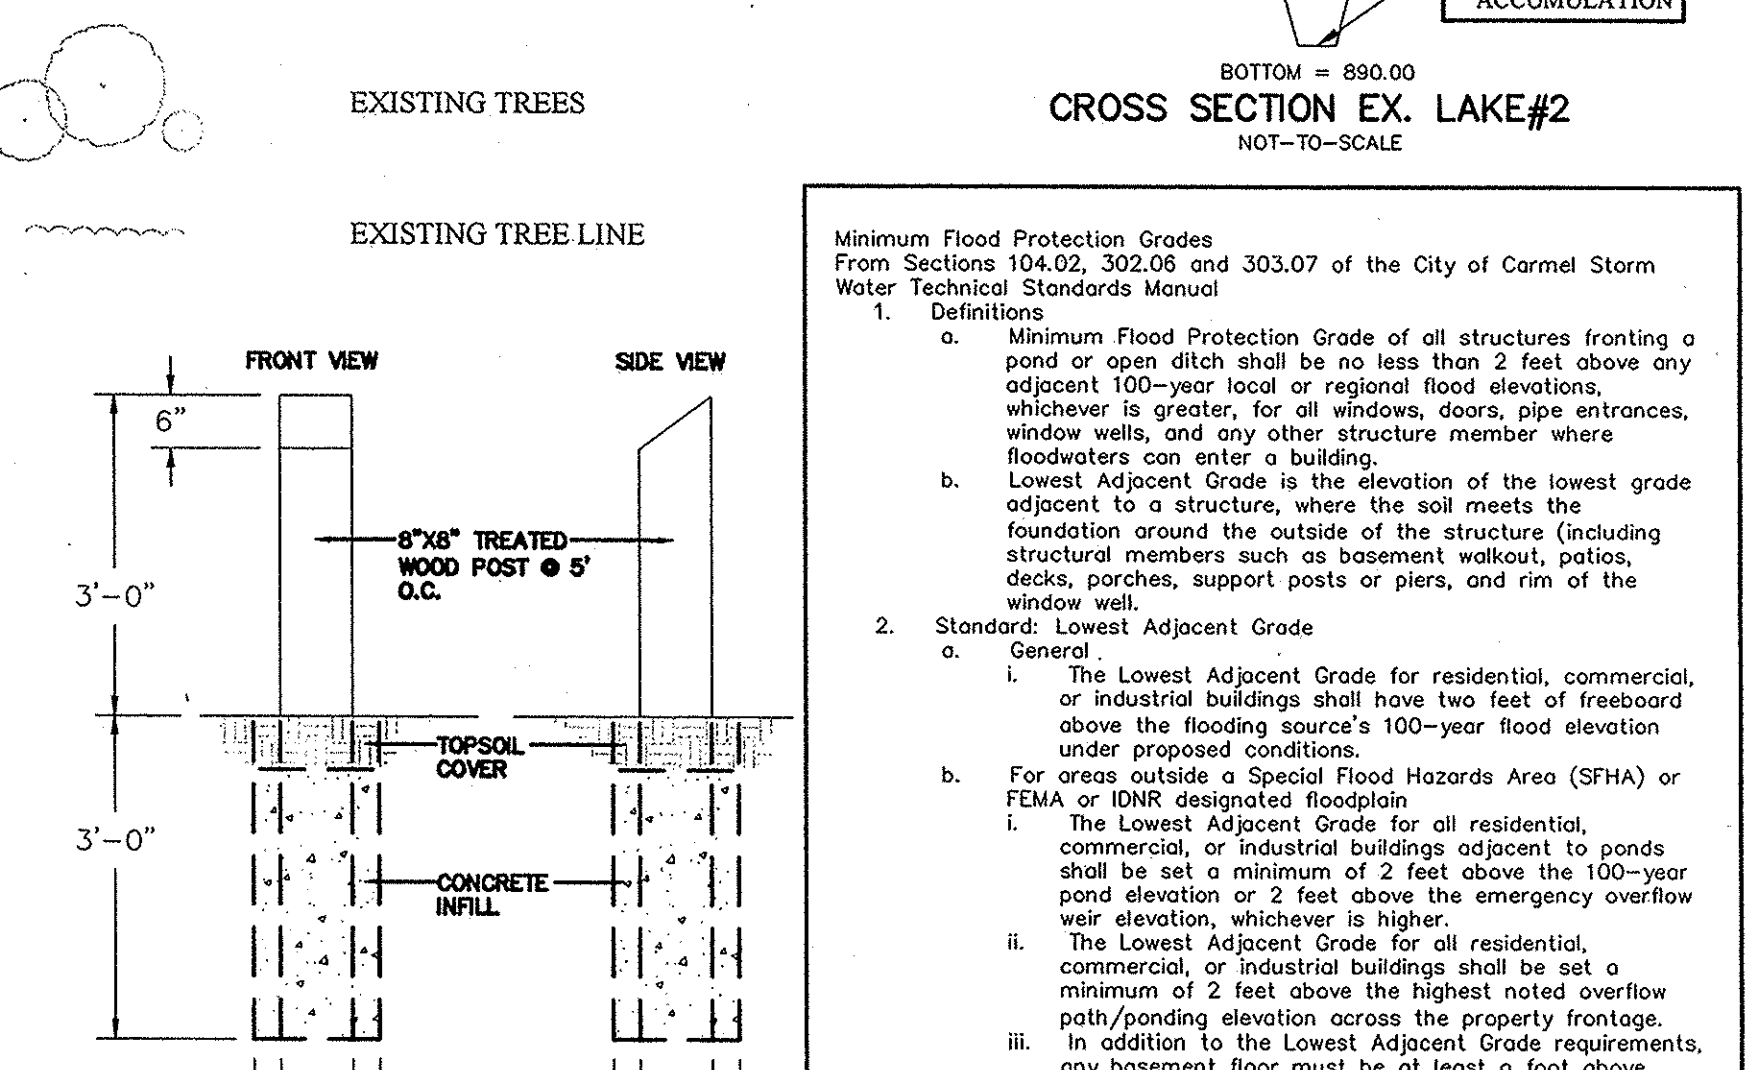 ACCUMULATION
BOTTOM = 890.00
CROSS SECTION EX. LAKE#2
NOT-TO-SCALE
EXISTING TREES
EXISTING TREE LINE
FRONT VIEW
SIDE VIEW
6"
8"X8" TREATED
WOOD POST @ 5'
O.C.
3'-0"
TOPSOIL
COVER
3'-0"
CONCRETE
INFILL
Minimum Flood Protection Grades
From Sections 104.02, 302.06 and 303.07 of the City of Carmel Storm
Water Technical Standards Manual
1. Definitions
a. Minimum Flood Protection Grade of all structures fronting a
pond or open ditch shall be no less than 2 feet above any
adjacent 100-year local or regional flood elevations,
whichever is greater, for all windows, doors, pipe entrances,
window wells, and any other structure member where
floodwaters can enter a building.
b. Lowest Adjacent Grade is the elevation of the lowest grade
adjacent to a structure, where the soil meets the
foundation around the outside of the structure (including
structural members such as basement walkout, patios,
decks, porches, support posts or piers, and rim of the
window well.
2. Standard: Lowest Adjacent Grade
a. General
i. The Lowest Adjacent Grade for residential, commercial,
or industrial buildings shall have two feet of freeboard
above the flooding source's 100-year flood elevation
under proposed conditions.
b. For areas outside a Special Flood Hazards Area (SFHA) or
FEMA or IDNR designated floodplain
i. The Lowest Adjacent Grade for all residential,
commercial, or industrial buildings adjacent to ponds
shall be set a minimum of 2 feet above the 100-year
pond elevation or 2 feet above the emergency overflow
weir elevation, whichever is higher.
ii. The Lowest Adjacent Grade for all residential,
commercial, or industrial buildings shall be set a
minimum of 2 feet above the highest noted overflow
path/ponding elevation across the property frontage.
iii. In addition to the Lowest Adjacent Grade requirements,
any basement floor must be at least a foot above